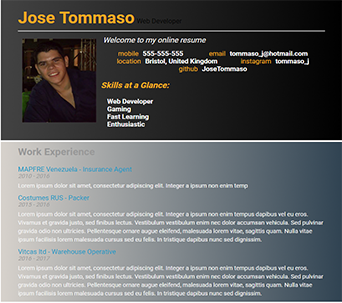 Jose Tommaso Web Developer
Welcome to my online resume
mobile 555-555-555 email tommaso_j@hotmail.com
location Bristol, United Kingdom instagram tommaso_j
github JoseTommaso
Skills at a Glance:
Web Developer
Gaming
Fast Learning
Enthusiastic
Work Experience
MAPFRE Venezuela - Insurance Agent
2010 - 2016
Lorem ipsum dolor sit amet, consectetur adipiscing elit. Integer a ipsum enim temp
Costumes RUS - Packer
2015 - 2016
Lorem ipsum dolor sit amet, consectetur adipiscing elit. Integer a ipsum enim tempus dapibus vel eu eros.
Vivamus et gravida justo, sed finibus lectus. Vestibulum consequat dolor nec dolor accumsan vehicula. Sed pulvinar
gravida odio non ultricies. Pellentesque ornare augue eleifend, malesuada lorem vitae, sagittis quam. Nulla vitae
ipsum facilisis lorem malesuada cursus sed eu felis. In tristique dapibus nunc sed dignissim.
Vitcas ltd - Warehouse Operative
2016 - 2017
Lorem ipsum dolor sit amet, consectetur adipiscing elit. Integer a ipsum enim tempus dapibus vel eu eros.
Vivamus et gravida justo, sed finibus lectus. Vestibulum consequat dolor nec dolor accumsan vehicula. Sed pulvinar
gravida odio non ultricies. Pellentesque ornare augue eleifend, malesuada lorem vitae, sagittis quam. Nulla vitae
ipsum facilisis lorem malesuada cursus sed eu felis. In tristique dapibus nunc sed dignissim.